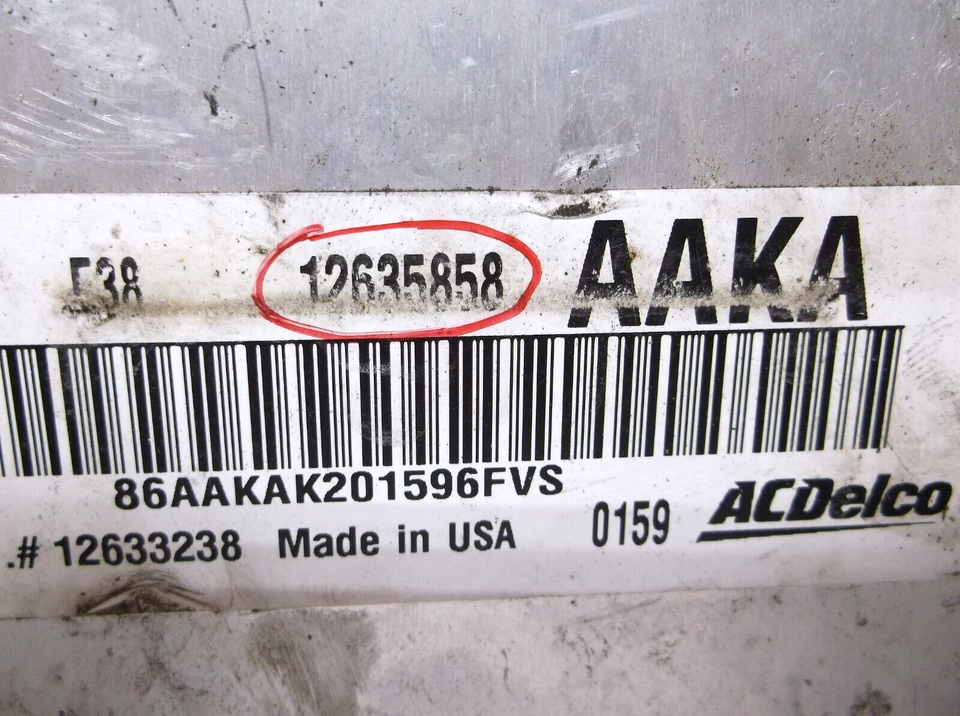 E38 12635858 AAKA
86AAKAK201596FVS
.# 12633238 Made in USA 0159 ACDelco